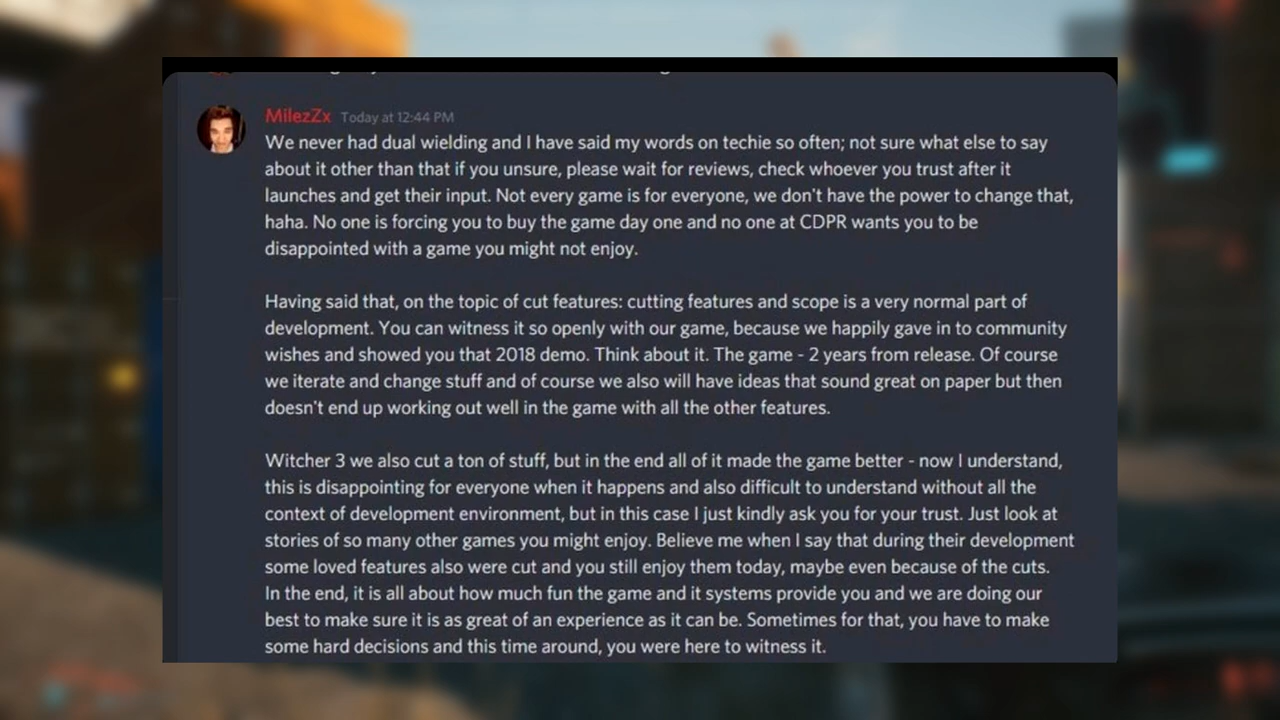 MilezZx Today at 12:44 PM
We never had dual wielding and I have said my words on techie so often; not sure what else to say
about it other than that if you unsure, please wait for reviews, check whoever you trust after it
launches and get their input. Not every game is for everyone, we don't have the power to change that,
haha. No one is forcing you to buy the game day one and no one at CDPR wants you to be
disappointed with a game you might not enjoy.
Having said that, on the topic of cut features: cutting features and scope is a very normal part of
development. You can witness it so openly with our game, because we happily gave in to community
wishes and showed you that 2018 demo. Think about it. The game - 2 years from release. Of course
we iterate and change stuff and of course we also will have ideas that sound great on paper but then
doesn't end up working out well in the game with all the other features.
Witcher 3 we also cut a ton of stuff, but in the end all of it made the game better - now I understand,
this is disappointing for everyone when it happens and also difficult to understand without all the
context of development environment, but in this case I just kindly ask you for your trust. Just look at
stories of so many other games you might enjoy. Believe me when I say that during their development
some loved features also were cut and you still enjoy them today, maybe even because of the cuts.
In the end, it is all about how much fun the game and it systems provide you and we are doing our
best to make sure it is as great of an experience as it can be. Sometimes for that, you have to make
some hard decisions and this time around, you were here to witness it.